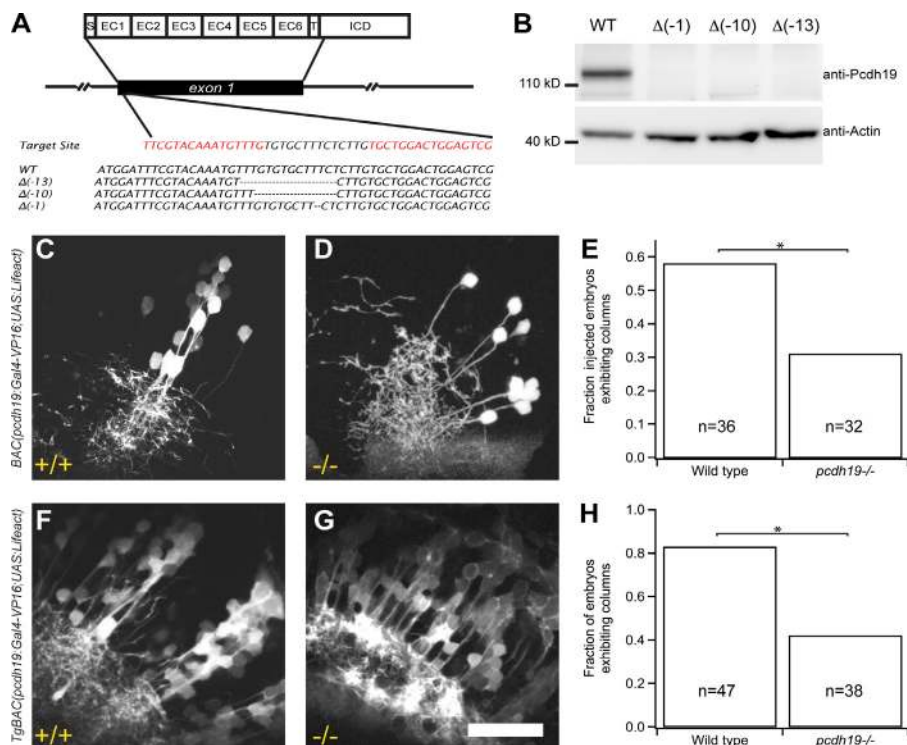 A
S EC1 EC2 EC3 EC4 EC5 EC6 T ICD
exon 1
Target Site TTCGTACAAATGTTTGTGTGCTTTCTCTTGTGCTGGACTGGAGTCG
WT ATGGATTTCGTACAAATGTTTGTGTGCTTTCTCTTGTGCTGGACTGGAGTCG
Δ(-13) ATGGATTTCGTACAAATGT--------------------CTTGTGCTGGACTGGAGTCG
Δ(-10) ATGGATTTCGTACAAATGTTT-----------------CTTGTGCTGGACTGGAGTCG
Δ(-1) ATGGATTTCGTACAAATGTTTGTGTGCTT--CTCTTGTGCTGGACTGGAGTCG
B
WT Δ(-1) Δ(-10) Δ(-13)
110 kD
anti-Pcdh19
40 kD
anti-Actin
BAC(pcdh19:Gal4-VP16;UAS:Lifeact)
C
+/+
D
-/-
E
Fraction injected embryos
exhibiting columns
0.6
0.5
0.4
0.3
0.2
0.1
0.0
*
n=36
n=32
Wild type
pcdh19-/-
TgBAC(pcdh19:Gal4-VP16;UAS:Lifeact)
F
+/+
G
-/-
H
Fraction of embryos
exhibiting columns
1.0
0.8
0.6
0.4
0.2
0.0
*
n=47
n=38
Wild type
pcdh19-/-